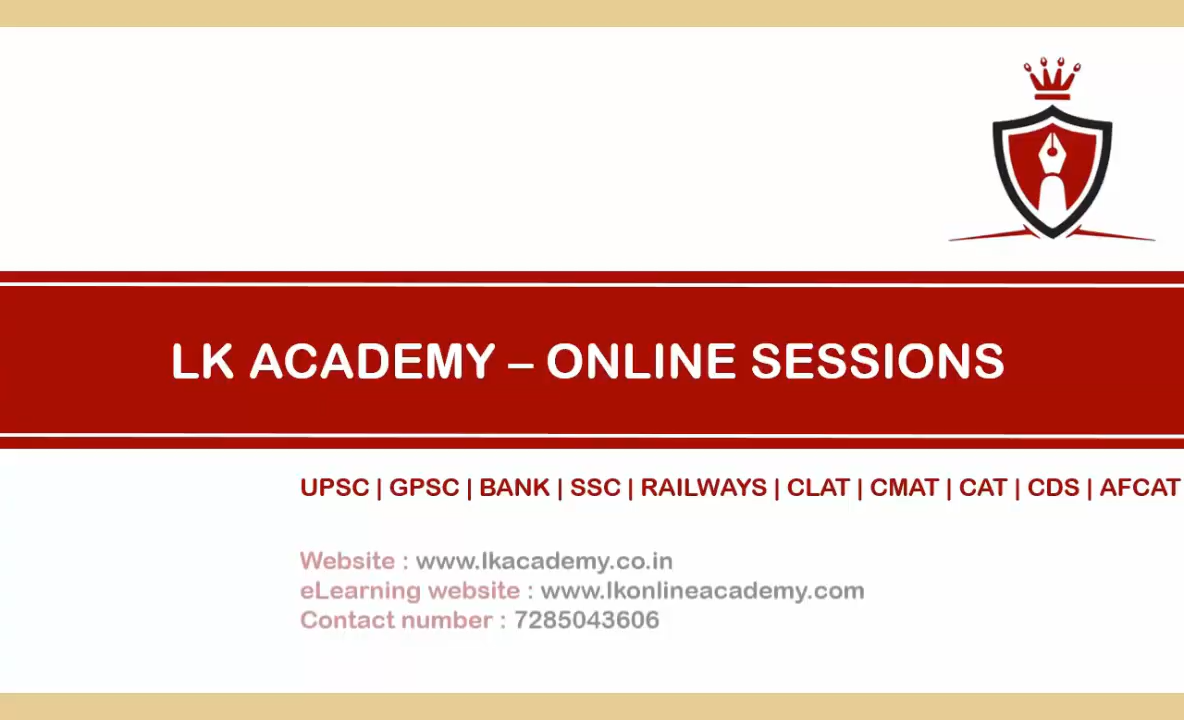 LK ACADEMY – ONLINE SESSIONS
UPSC | GPSC | BANK | SSC | RAILWAYS | CLAT | CMAT | CAT | CDS | AFCAT
Website : www.lkacademy.co.in
eLearning website : www.lkonlineacademy.com
Contact number : 7285043606